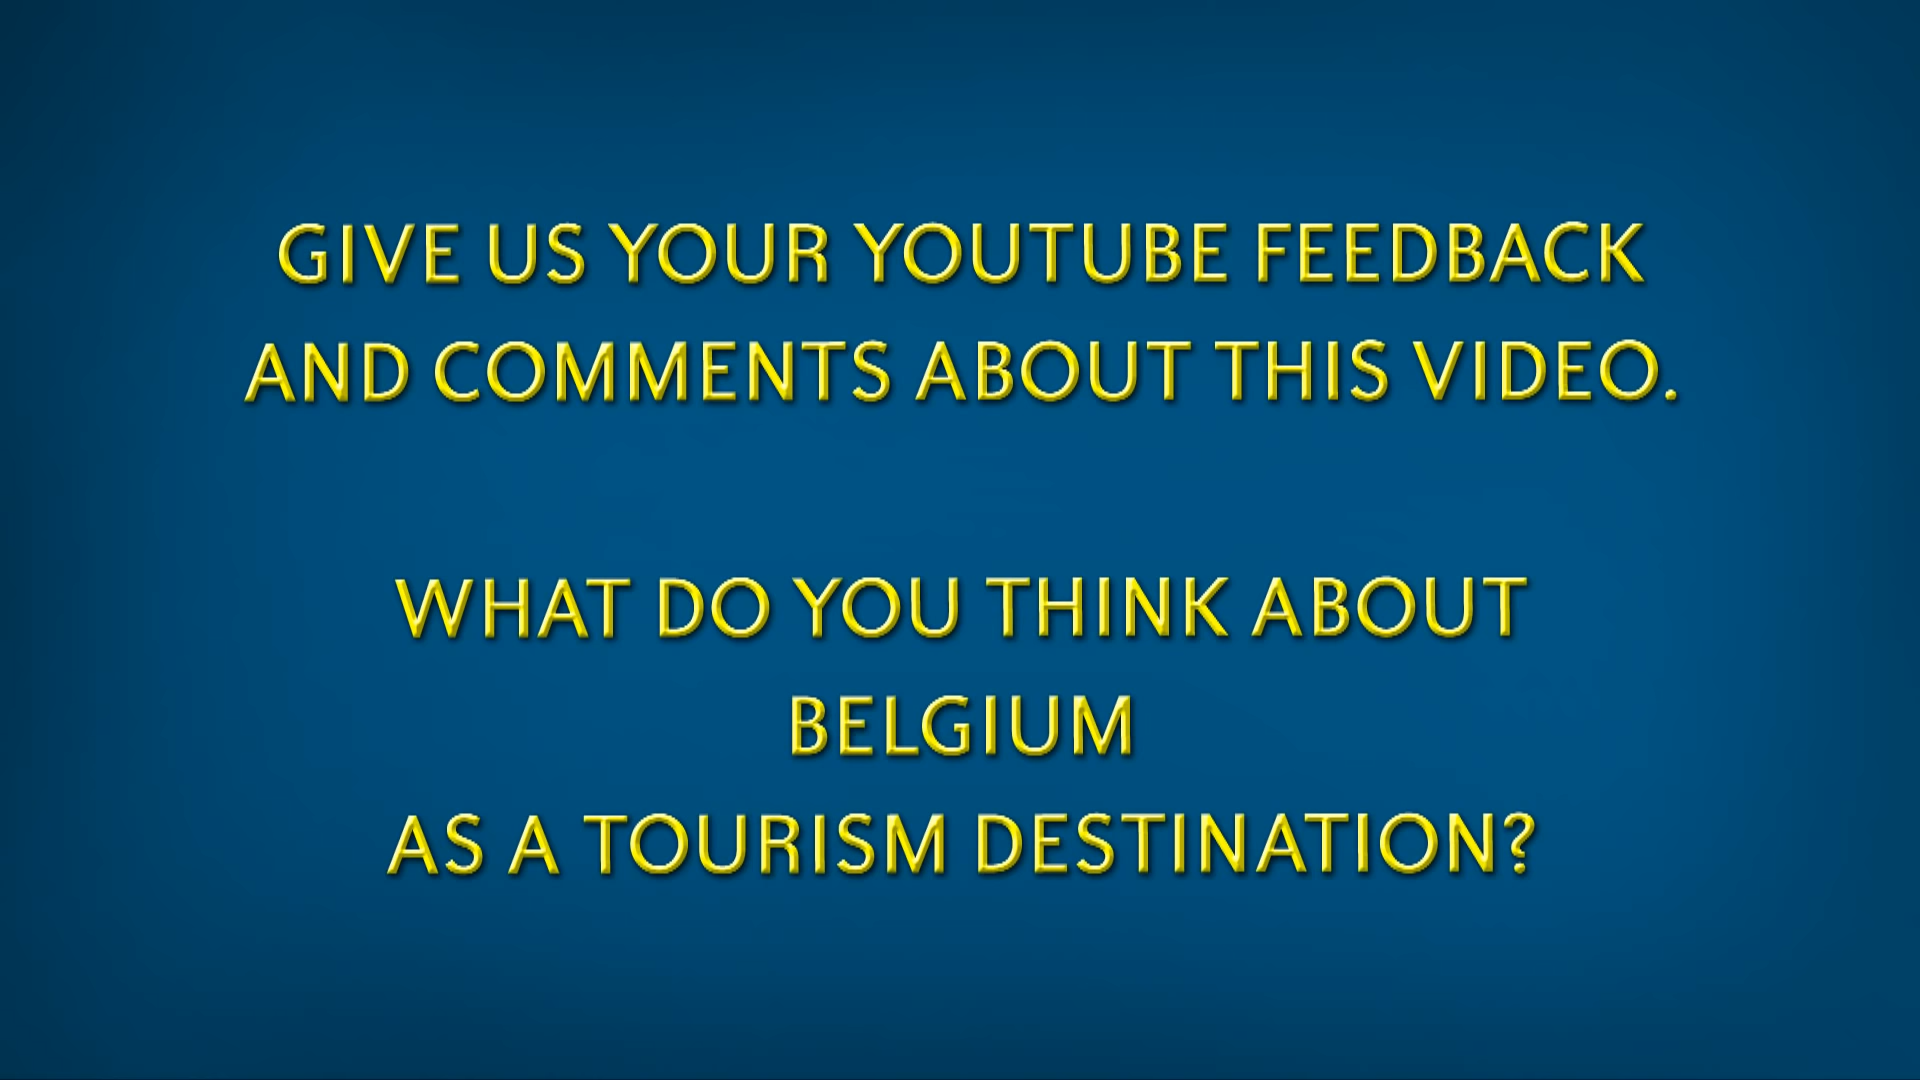 GIVE US YOUR YOUTUBE FEEDBACK
AND COMMENTS ABOUT THIS VIDEO.
WHAT DO YOU THINK ABOUT
BELGIUM
AS A TOURISM DESTINATION?